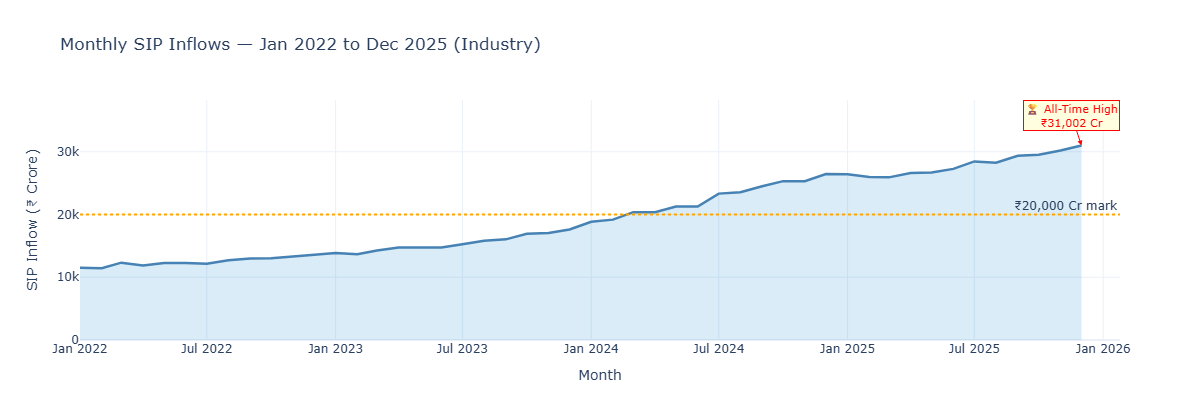 Monthly SIP Inflows — Jan 2022 to Dec 2025 (Industry)
🏆 All-Time High
₹31,002 Cr
₹20,000 Cr mark
SIP Inflow (₹ Crore)
30k
20k
10k
0
Jan 2022 Jul 2022 Jan 2023 Jul 2023 Jan 2024 Jul 2024 Jan 2025 Jul 2025 Jan 2026
Month